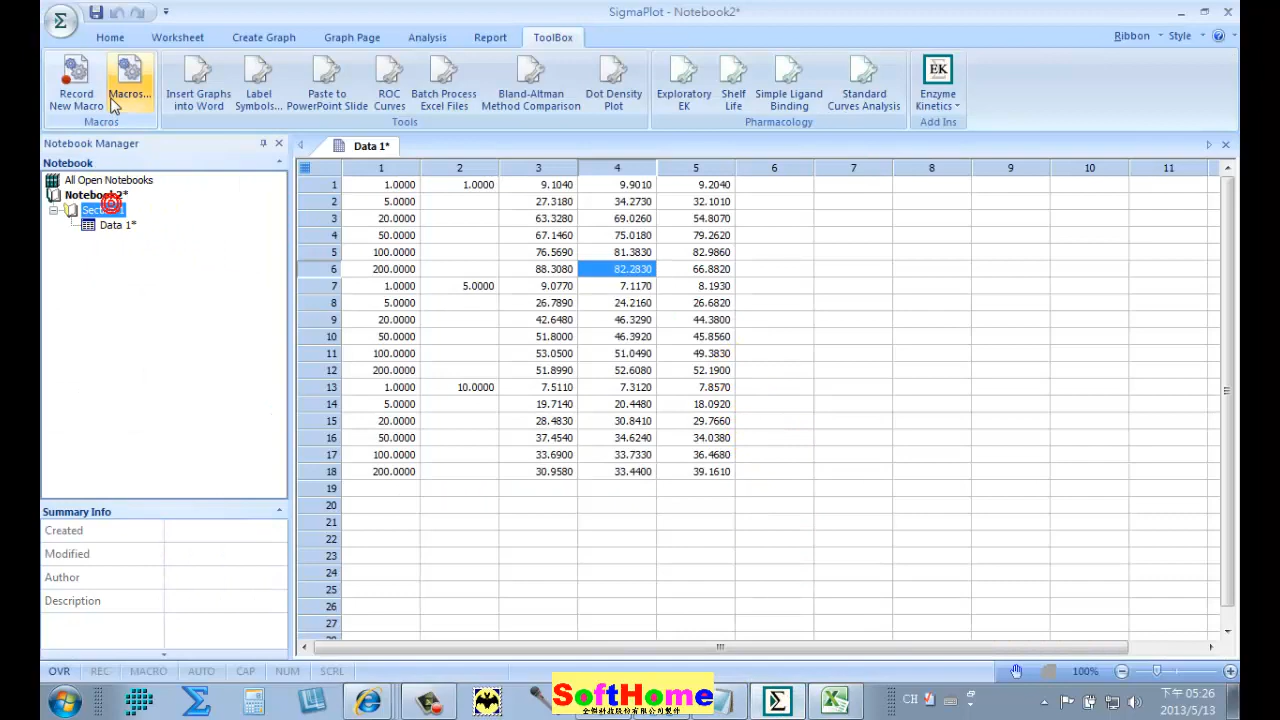 SigmaPlot - Notebook2*
Home Worksheet Create Graph Graph Page Analysis Report ToolBox Ribbon Style
Record New Macro
Macros...
Insert Graphs into Word
Label Symbols...
Paste to PowerPoint Slide
ROC Curves
Batch Process Excel Files
Bland-Altman Method Comparison
Dot Density Plot
Exploratory EK
Shelf Life
Simple Ligand Binding
Standard Curves Analysis
EK
Enzyme Kinetics
Macros Tools Pharmacology Add Ins
Notebook Manager
Notebook
All Open Notebooks
Notebook2*
Data 1*
Summary Info
Created
Modified
Author
Description
Data 1*
1 2 3 4 5 6 7 8 9 10 11
1 1.0000 1.0000 9.1040 9.9010 9.2040
2 5.0000 27.3180 34.2730 32.1010
3 20.0000 63.3280 69.0260 54.8070
4 50.0000 67.1460 75.0180 79.2620
5 100.0000 76.5690 81.3830 82.9860
6 200.0000 88.3080 82.2830 66.8820
7 1.0000 5.0000 9.0770 7.1170 8.1930
8 5.0000 26.7890 24.2160 26.6820
9 20.0000 42.6480 46.3290 44.3800
10 50.0000 51.8000 46.3920 45.8560
11 100.0000 53.0500 51.0490 49.3830
12 200.0000 51.8990 52.6080 52.1900
13 1.0000 10.0000 7.5110 7.3120 7.8570
14 5.0000 19.7140 20.4480 18.0920
15 20.0000 28.4830 30.8410 29.7660
16 50.0000 37.4540 34.6240 34.0380
17 100.0000 33.6900 33.7330 36.4680
18 200.0000 30.9580 33.4400 39.1610
19
20
21
22
23
24
25
26
27
OVR REC MACRO AUTO CAP NUM SCRL 100%
SoftHome
CH
下午 05:26
2013/5/13